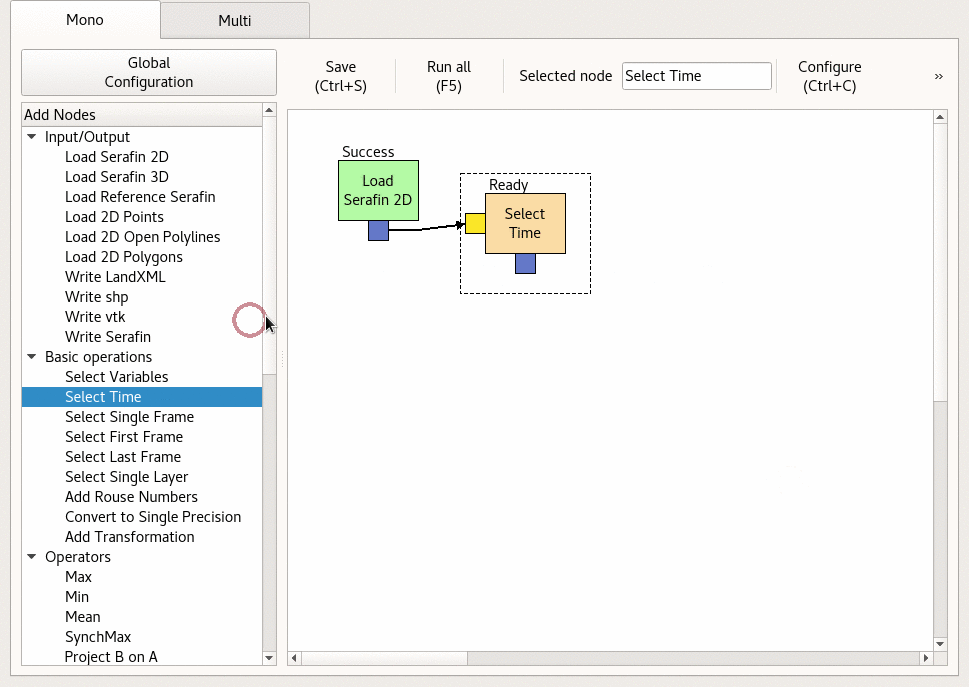 Mono
Multi
Global
Configuration
Save
(Ctrl+S)
Run all
(F5)
Selected node
Select Time
Configure
(Ctrl+C)
»
Add Nodes
Input/Output
Load Serafin 2D
Load Serafin 3D
Load Reference Serafin
Load 2D Points
Load 2D Open Polylines
Load 2D Polygons
Write LandXML
Write shp
Write vtk
Write Serafin
Basic operations
Select Variables
Select Time
Select Single Frame
Select First Frame
Select Last Frame
Select Single Layer
Add Rouse Numbers
Convert to Single Precision
Add Transformation
Operators
Max
Min
Mean
SynchMax
Project B on A
Success
Load
Serafin 2D
Ready
Select
Time